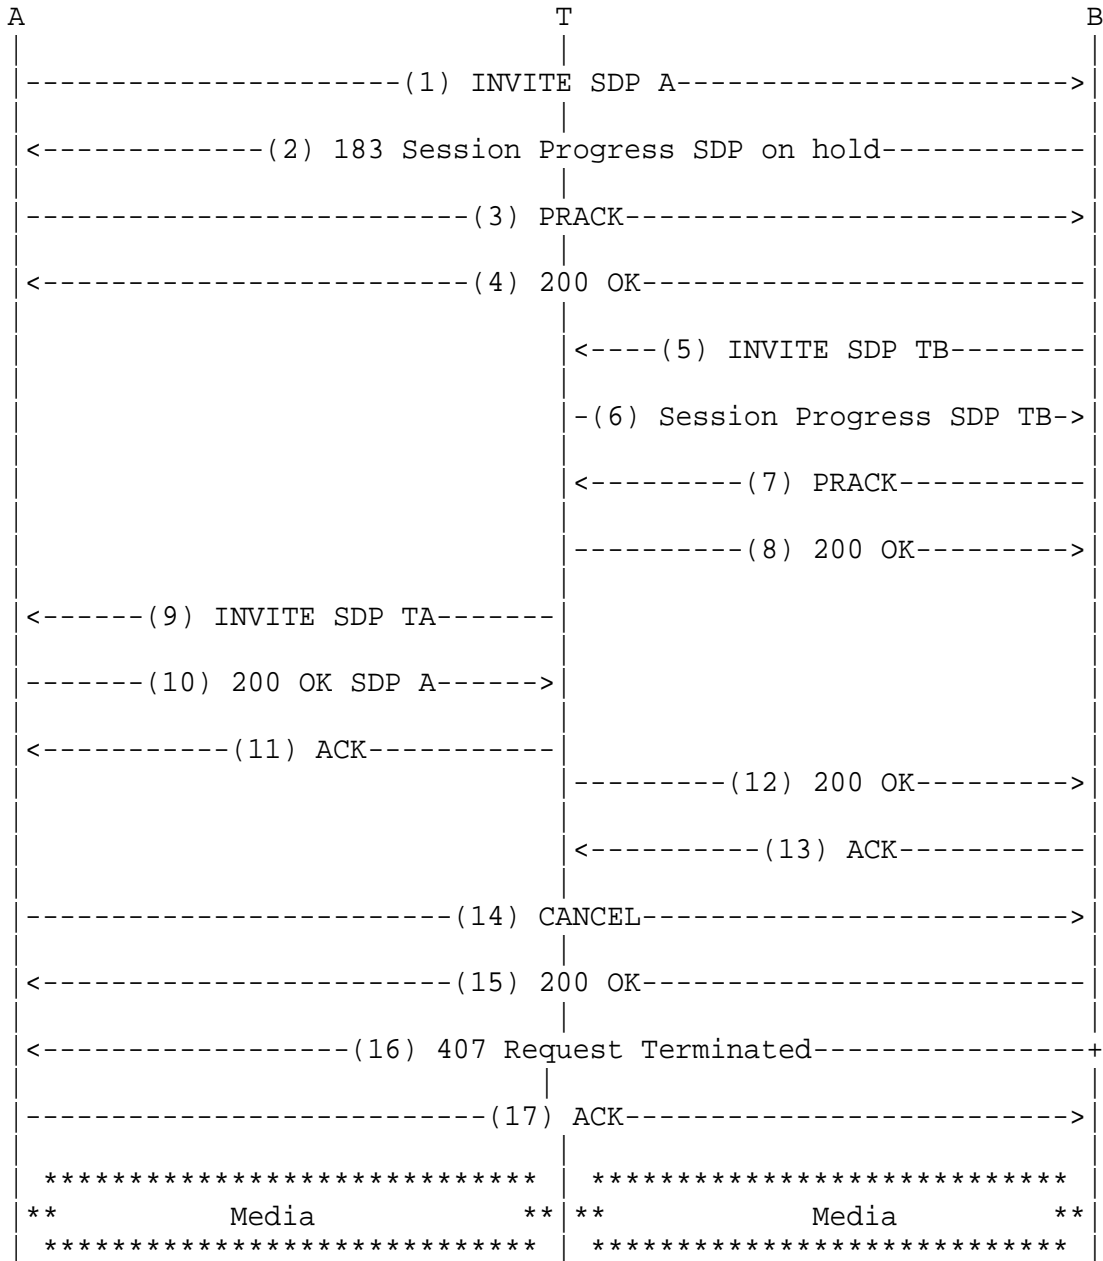 A T B
(1) INVITE SDP A
(2) 183 Session Progress SDP on hold
(3) PRACK
(4) 200 OK
(5) INVITE SDP TB
(6) Session Progress SDP TB
(7) PRACK
(8) 200 OK
(9) INVITE SDP TA
(10) 200 OK SDP A
(11) ACK
(12) 200 OK
(13) ACK
(14) CANCEL
(15) 200 OK
(16) 407 Request Terminated
(17) ACK
Media Media